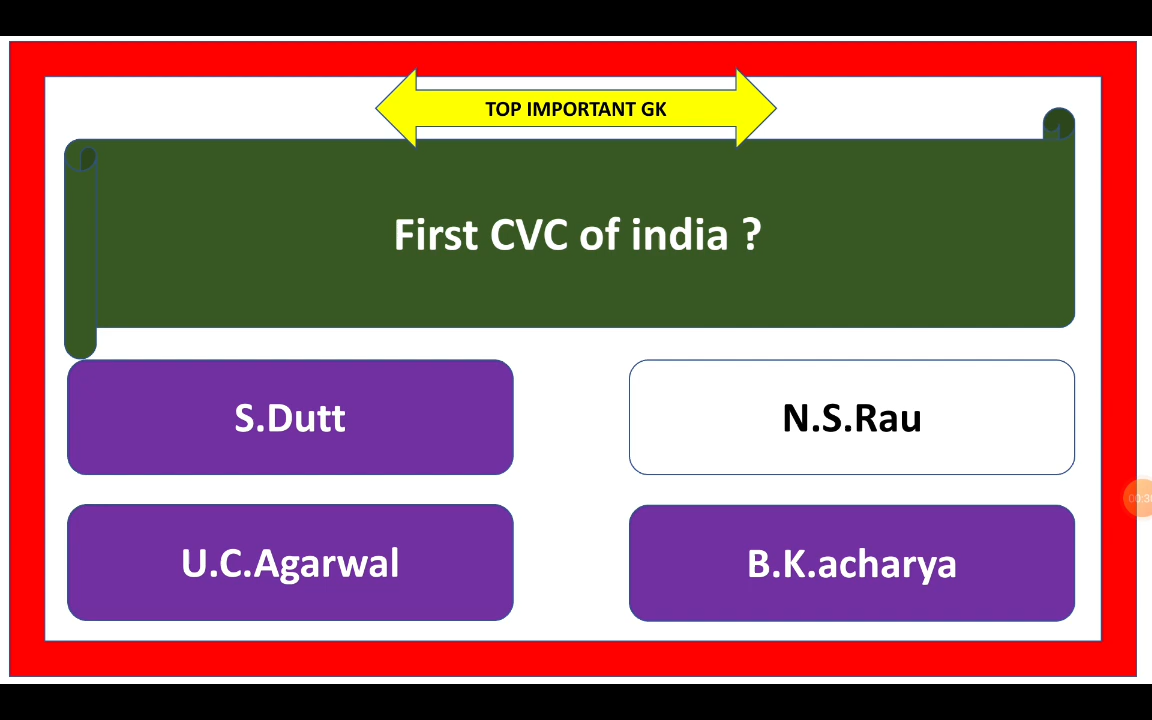 TOP IMPORTANT GK
First CVC of india ?
S.Dutt
N.S.Rau
U.C.Agarwal
B.K.acharya